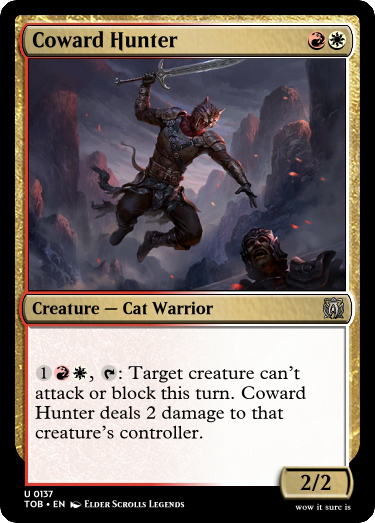 Coward Hunter
Creature — Cat Warrior
1, : Target creature can't
attack or block this turn. Coward
Hunter deals 2 damage to that
creature's controller.
2/2
U 0137
TOB • EN Elder Scrolls Legends
wow it sure is